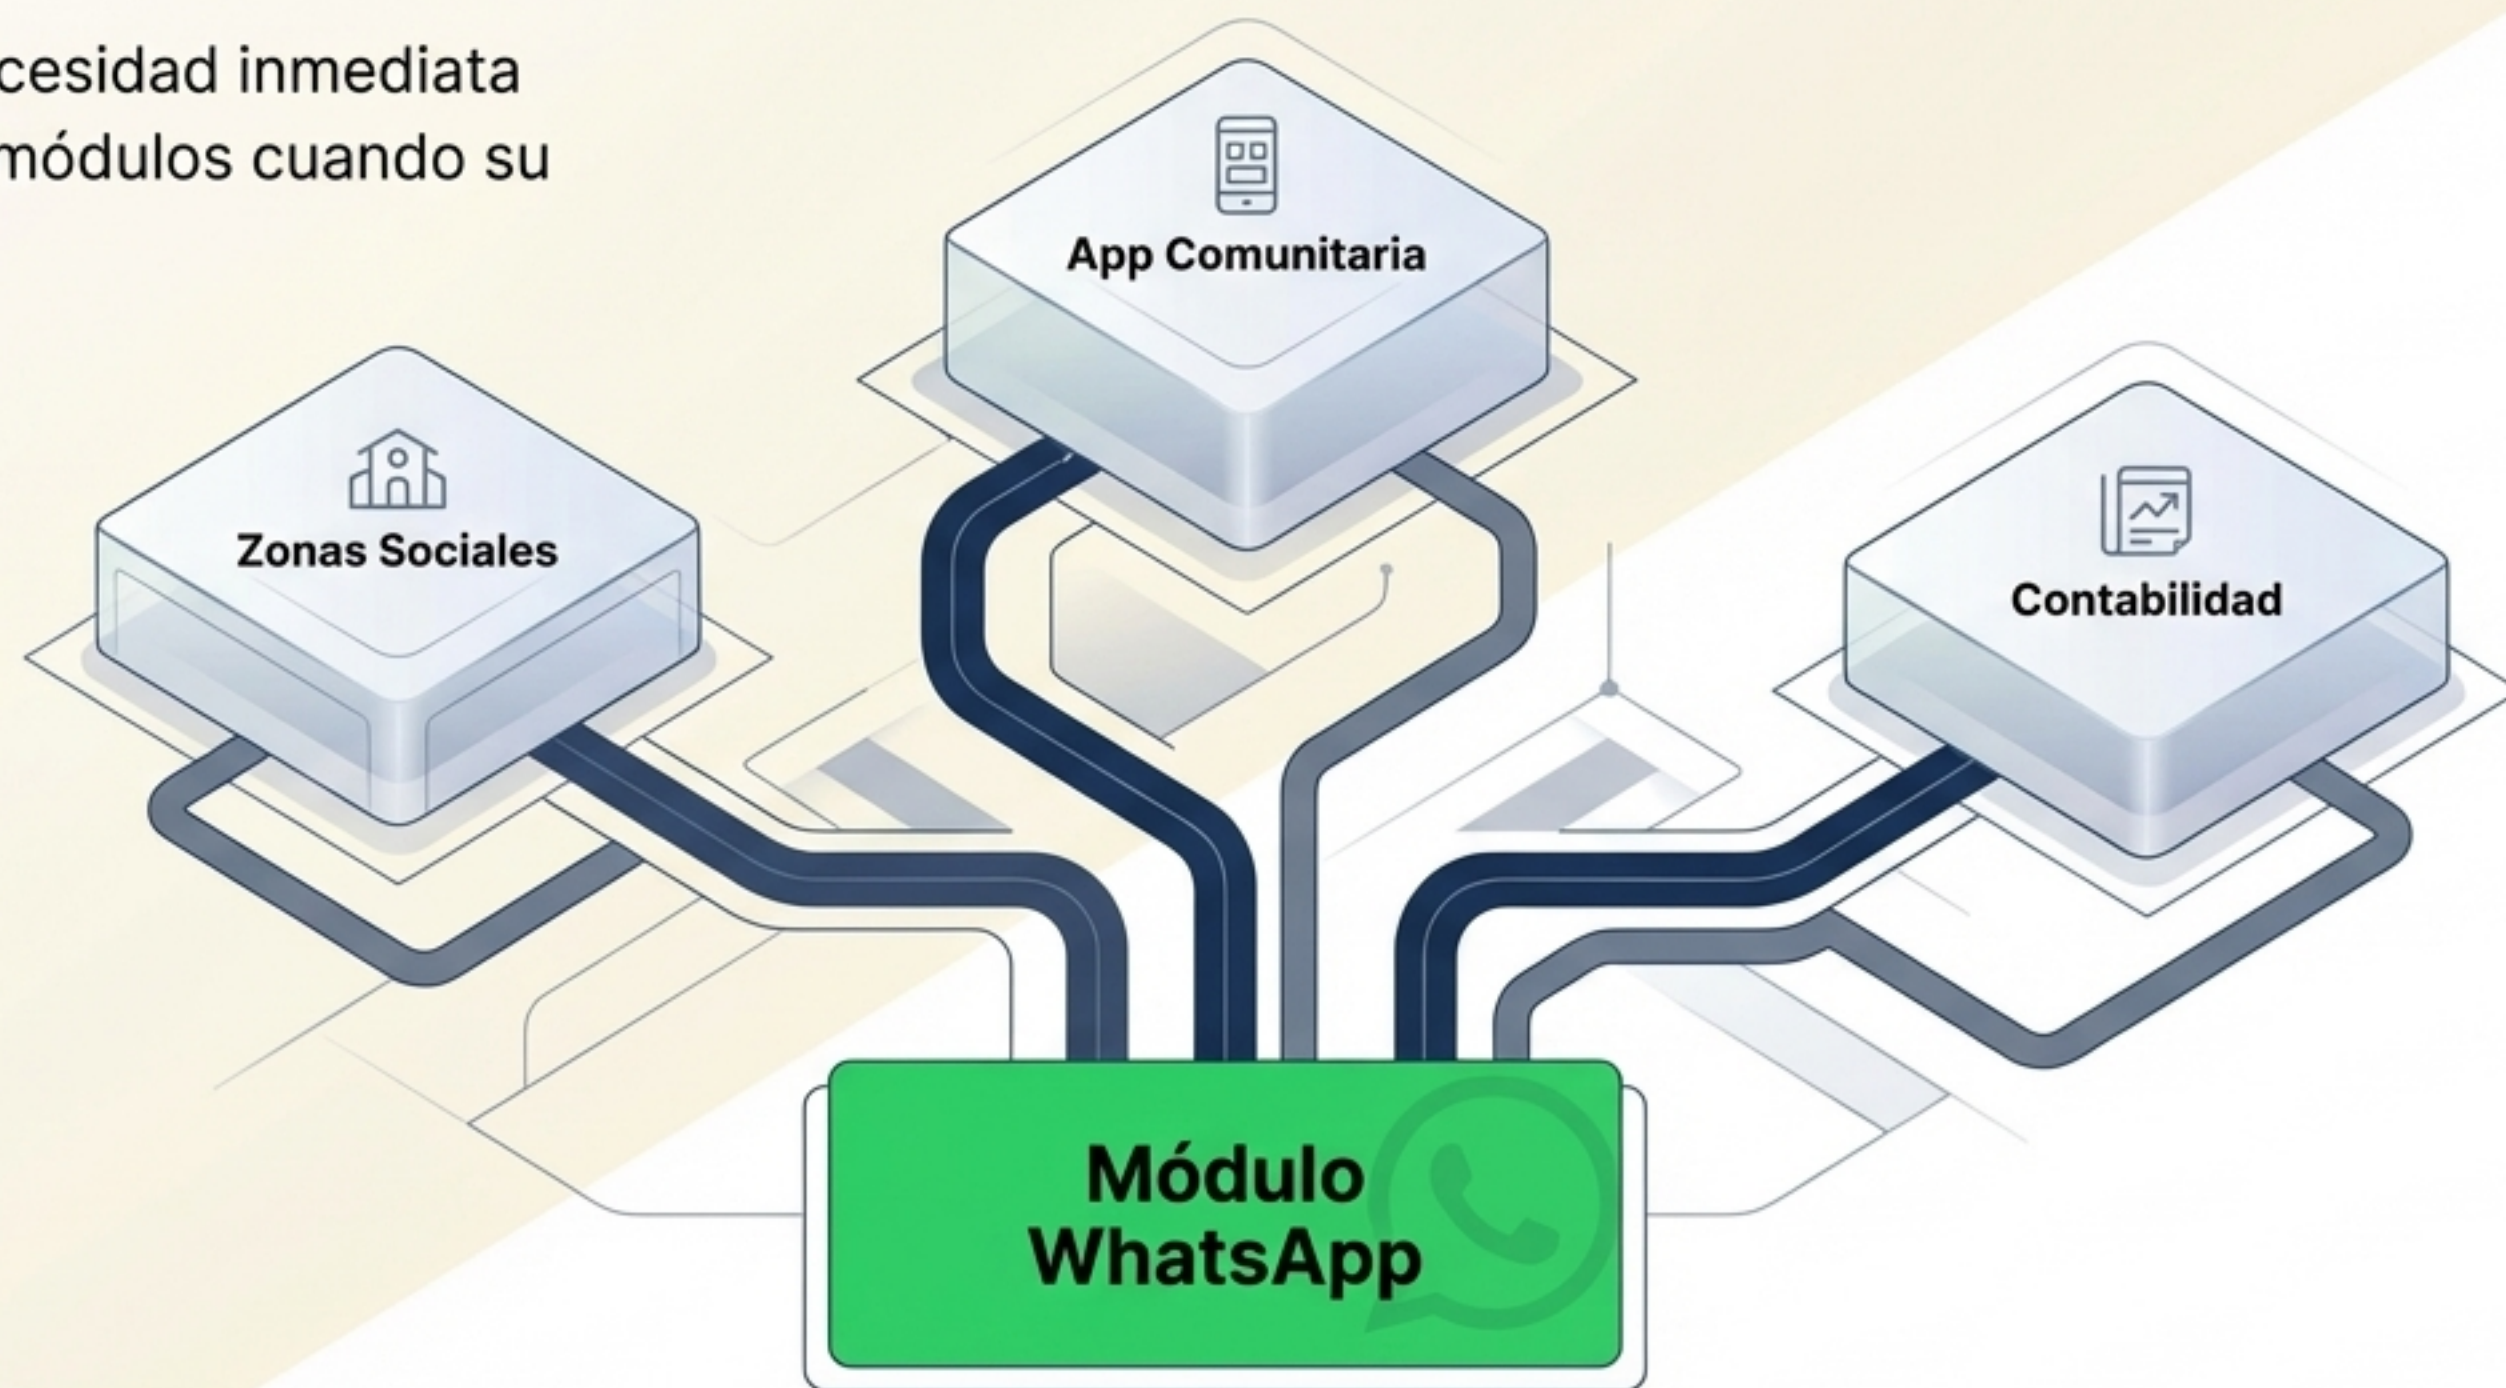 cesidad inmediata
módulos cuando su
App Comunitaria
Zonas Sociales
Contabilidad
Módulo
WhatsApp